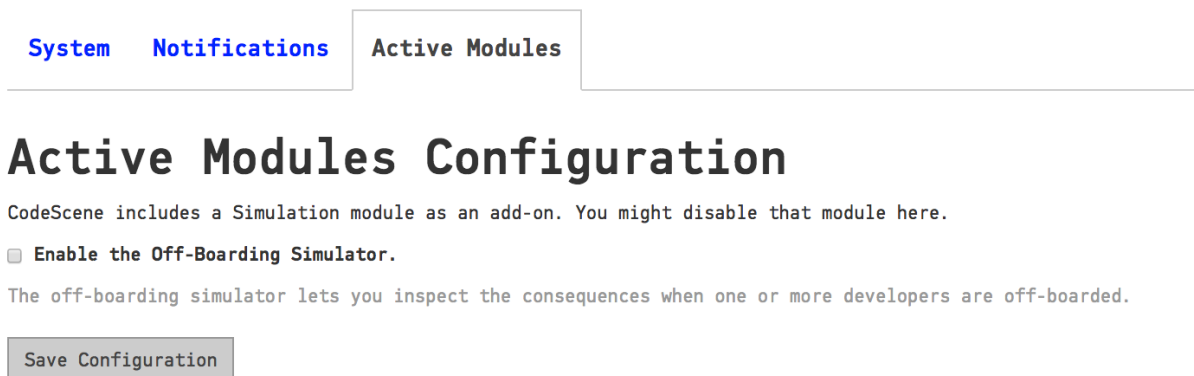 System Notifications Active Modules
Active Modules Configuration
CodeScene includes a Simulation module as an add-on. You might disable that module here.
Enable the Off-Boarding Simulator.
The off-boarding simulator lets you inspect the consequences when one or more developers are off-boarded.
Save Configuration